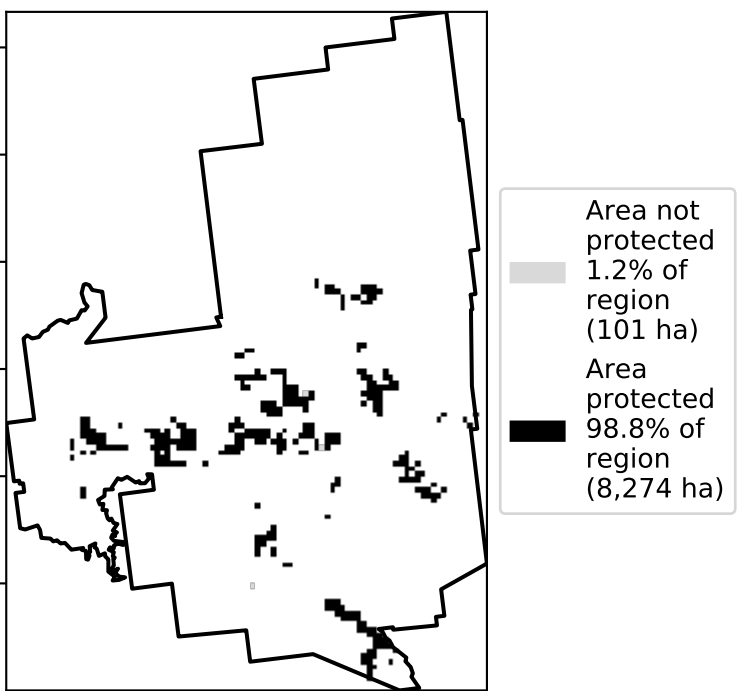 Area not
protected
1.2% of
region
(101 ha)
Area
protected
98.8% of
region
(8,274 ha)